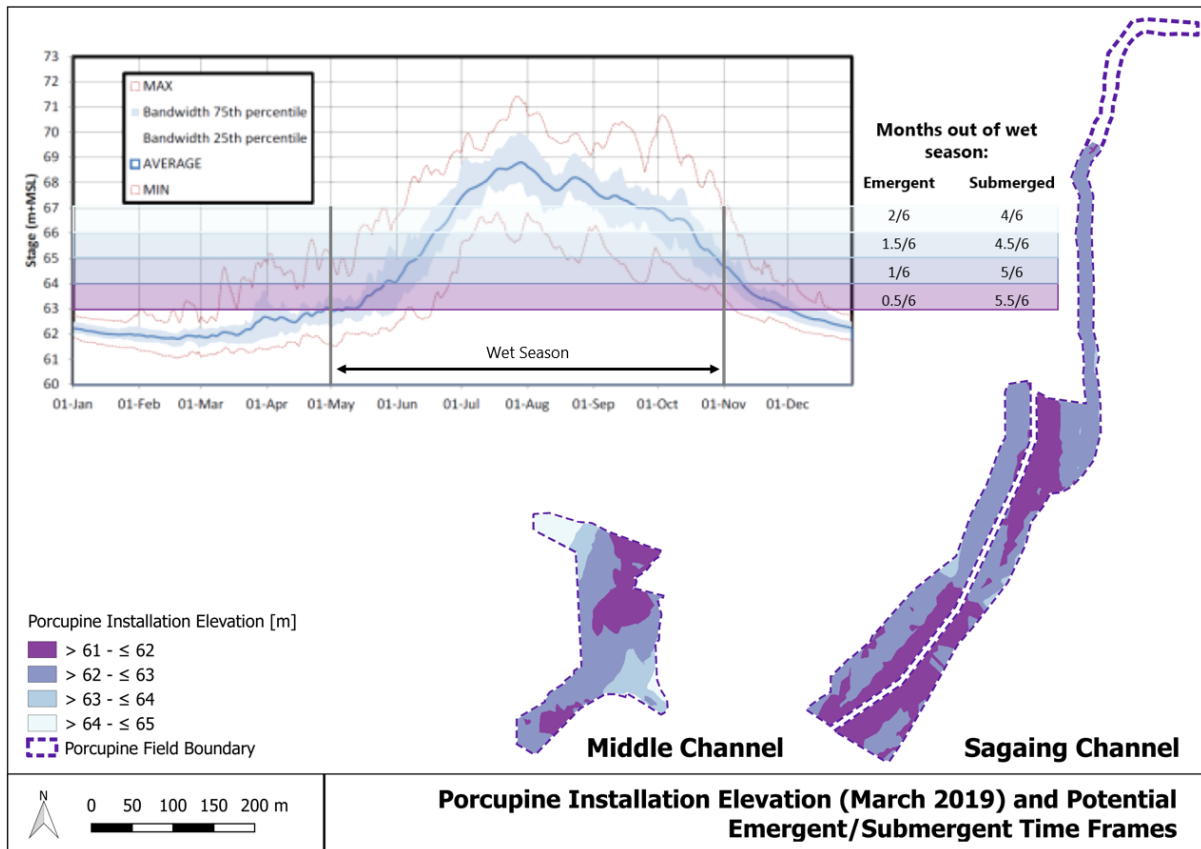 73
72
71
70
69
68
67
66
65
64
63
62
61
60
Stage (m+MSL)
MAX
Bandwidth 75th percentile
Bandwidth 25th percentile
AVERAGE
MIN
Wet Season
01-Jan 01-Feb 01-Mar 01-Apr 01-May 01-Jun 01-Jul 01-Aug 01-Sep 01-Oct 01-Nov 01-Dec
Months out of wet
season:
Emergent Submerged
2/6 4/6
1.5/6 4.5/6
1/6 5/6
0.5/6 5.5/6
Porcupine Installation Elevation [m]
> 61 - ≤ 62
> 62 - ≤ 63
> 63 - ≤ 64
> 64 - ≤ 65
Porcupine Field Boundary
Middle Channel
Sagaing Channel
N
0 50 100 150 200 m
Porcupine Installation Elevation (March 2019) and Potential
Emergent/Submergent Time Frames